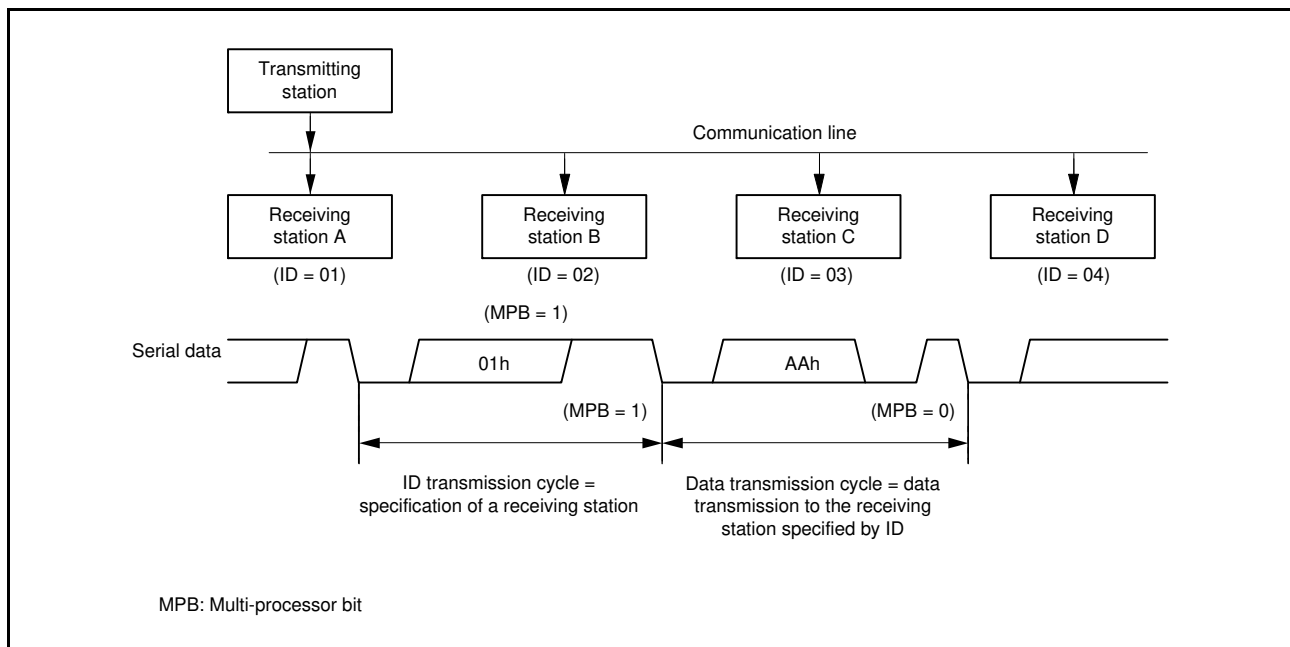 Transmitting
station
Communication line
Receiving
station A
Receiving
station B
Receiving
station C
Receiving
station D
(ID = 01)
(ID = 02)
(ID = 03)
(ID = 04)
(MPB = 1)
Serial data
01h
AAh
(MPB = 1)
(MPB = 0)
ID transmission cycle =
specification of a receiving station
Data transmission cycle = data
transmission to the receiving
station specified by ID
MPB: Multi-processor bit